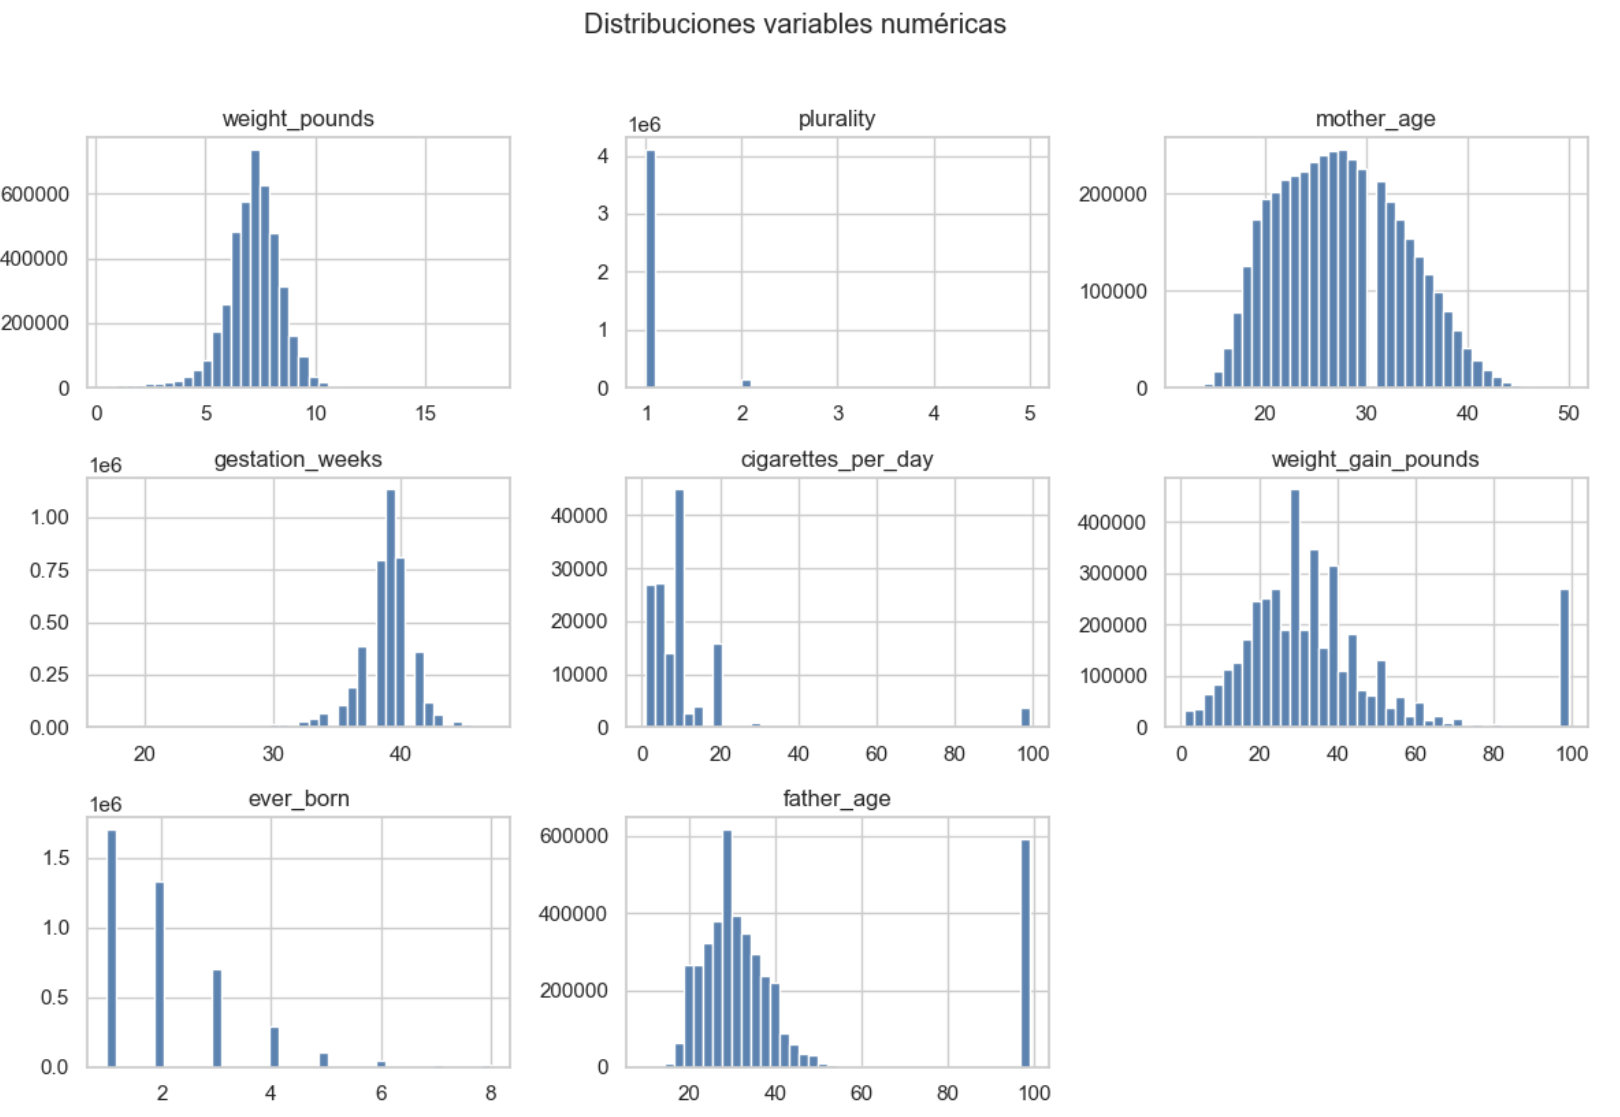 Distribuciones variables numéricas
weight_pounds
600000
400000
200000
0
0 5 10 15
plurality
1e6
4
3
2
1
0
1 2 3 4 5
mother_age
200000
100000
0
20 30 40 50
gestation_weeks
1e6
1.00
0.75
0.50
0.25
0.00
20 30 40
cigarettes_per_day
40000
30000
20000
10000
0
0 20 40 60 80 100
weight_gain_pounds
400000
300000
200000
100000
0
0 20 40 60 80 100
ever_born
1e6
1.5
1.0
0.5
0.0
2 4 6 8
father_age
600000
400000
200000
0
20 40 60 80 100